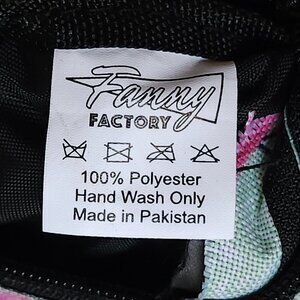 Fanny
FACTORY
100% Polyester
Hand Wash Only
Made in Pakistan